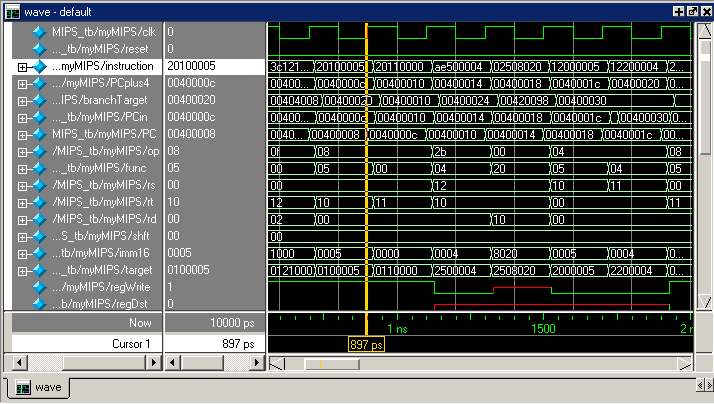 wave - default
MIPS_tb/myMIPS/clk 0
..._tb/myMIPS/reset 0
...myMIPS/instruction 20100005 3c121... 20100005 20110000 ae500004 02508020 12000005 12200004 2...
.../myMIPS/PCplus4 0040000c 00400... 0040000c 00400010 00400014 00400018 0040001c 00400020 0...
...IPS/branchTarget 00400020 00404008 00400020 00400010 00400024 00420098 00400030
..._tb/myMIPS/PCin 0040000c 00400... 0040000c 00400010 00400014 00400018 0040001c 00400030 0...
MIPS_tb/myMIPS/PC 00400008 0040... 00400008 0040000c 00400010 00400014 00400018 0040001c 0...
/MIPS_tb/myMIPS/op 08 0f 08 2b 00 04 08
..._tb/myMIPS/func 05 00 05 00 04 20 05 04 05
/MIPS_tb/myMIPS/rs 00 00 12 10 11 00
/MIPS_tb/myMIPS/rt 10 12 10 11 10 00 11
/MIPS_tb/myMIPS/rd 00 02 00 10 00
...S_tb/myMIPS/shft 00 00
...tb/myMIPS/imm16 0005 1000 0005 0000 0004 8020 0005 0004 0...
..._tb/myMIPS/target 0100005 0121000 0100005 0110000 2500004 2508020 2000005 2200004 0...
.../myMIPS/regWrite 1
...b/myMIPS/regDst 0
Now 10000 ps 1 ns 1500 2 n
Cursor 1 897 ps 897 ps
wave